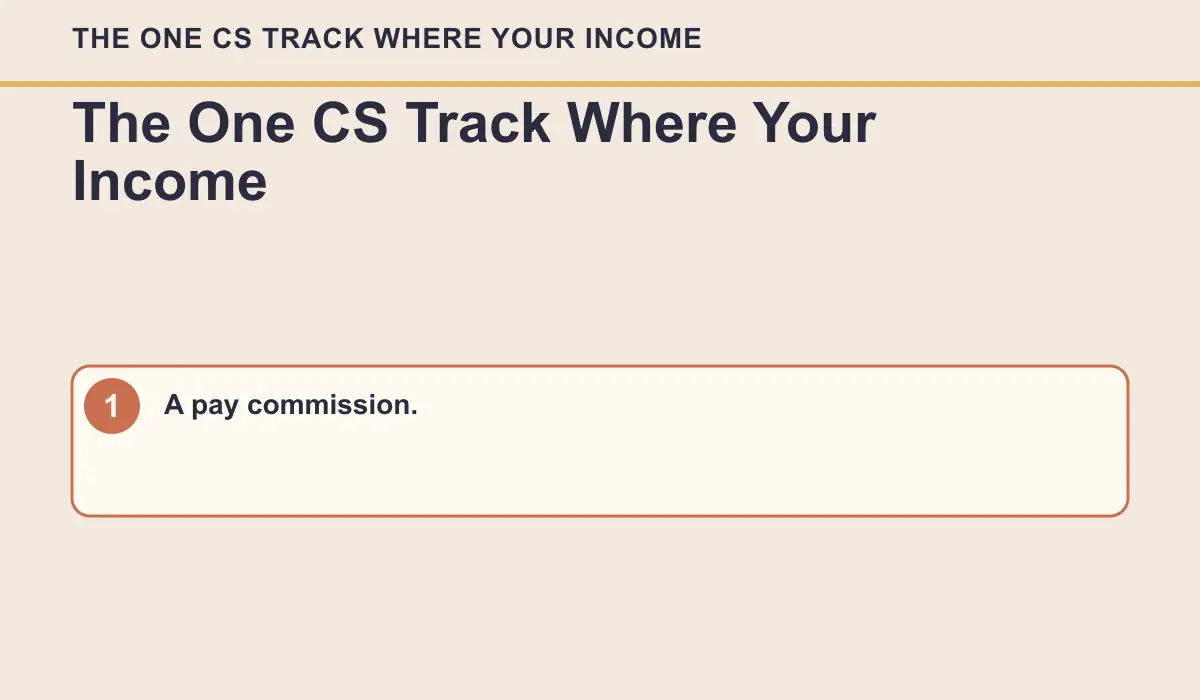 THE ONE CS TRACK WHERE YOUR INCOME
The One CS Track Where Your
Income
1 A pay commission.